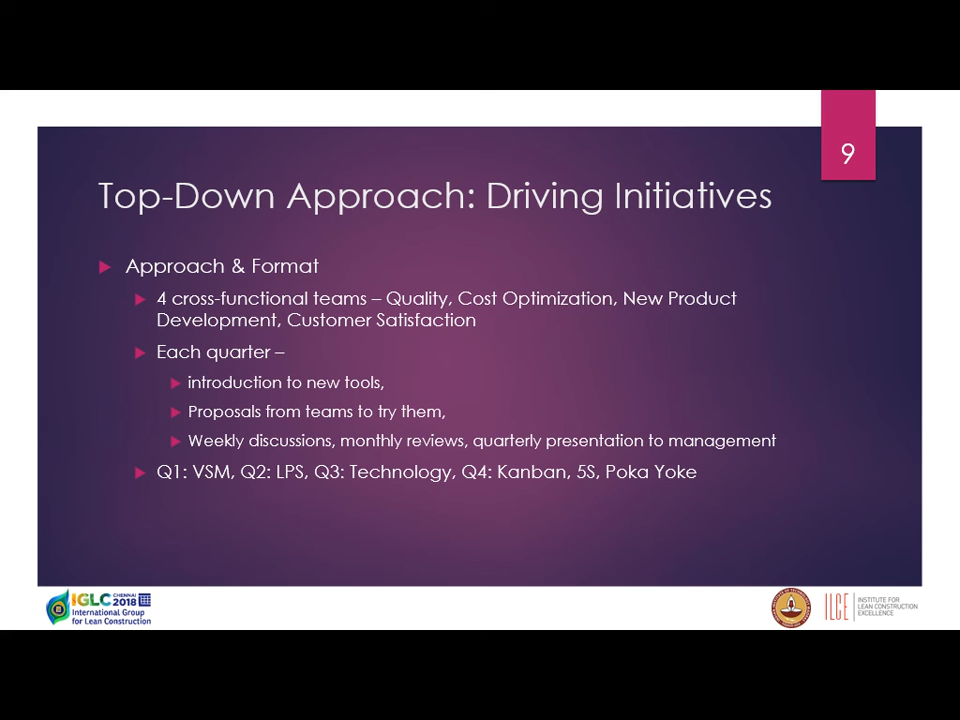 9
Top-Down Approach: Driving Initiatives
Approach & Format
4 cross-functional teams – Quality, Cost Optimization, New Product
Development, Customer Satisfaction
Each quarter –
introduction to new tools,
Proposals from teams to try them,
Weekly discussions, monthly reviews, quarterly presentation to management
Q1: VSM, Q2: LPS, Q3: Technology, Q4: Kanban, 5S, Poka Yoke
IGLC CHENNAI 2018
International Group
for Lean Construction
ILCE
INSTITUTE FOR
LEAN CONSTRUCTION
EXCELLENCE